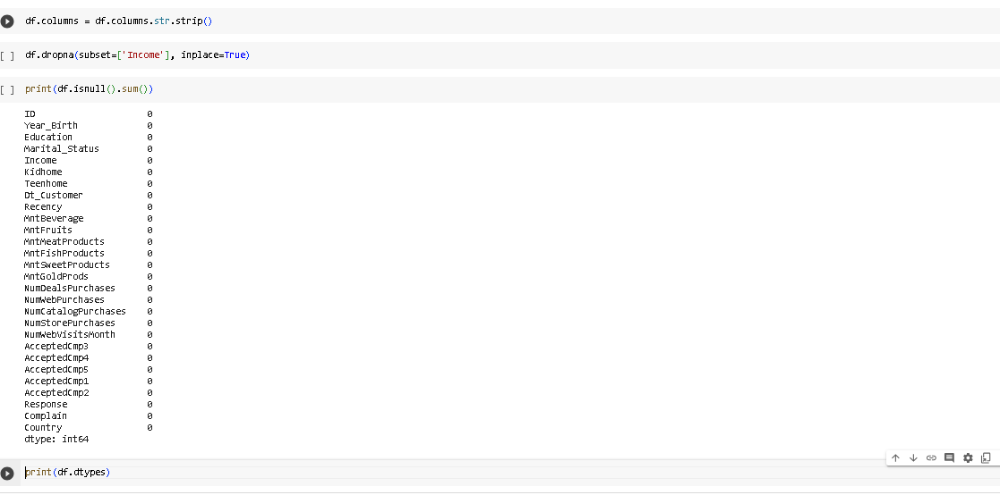 df.columns = df.columns.str.strip()
[ ] df.dropna(subset=['Income'], inplace=True)
[ ] print(df.isnull().sum())
ID 0
Year_Birth 0
Education 0
Marital_Status 0
Income 0
Kidhome 0
Teenhome 0
Dt_Customer 0
Recency 0
MntBeverage 0
MntFruits 0
MntMeatProducts 0
MntFishProducts 0
MntSweetProducts 0
MntGoldProds 0
NumDealsPurchases 0
NumWebPurchases 0
NumCatalogPurchases 0
NumStorePurchases 0
NumWebVisitsMonth 0
AcceptedCmp3 0
AcceptedCmp4 0
AcceptedCmp5 0
AcceptedCmp1 0
AcceptedCmp2 0
Response 0
Complain 0
Country 0
dtype: int64
print(df.dtypes)